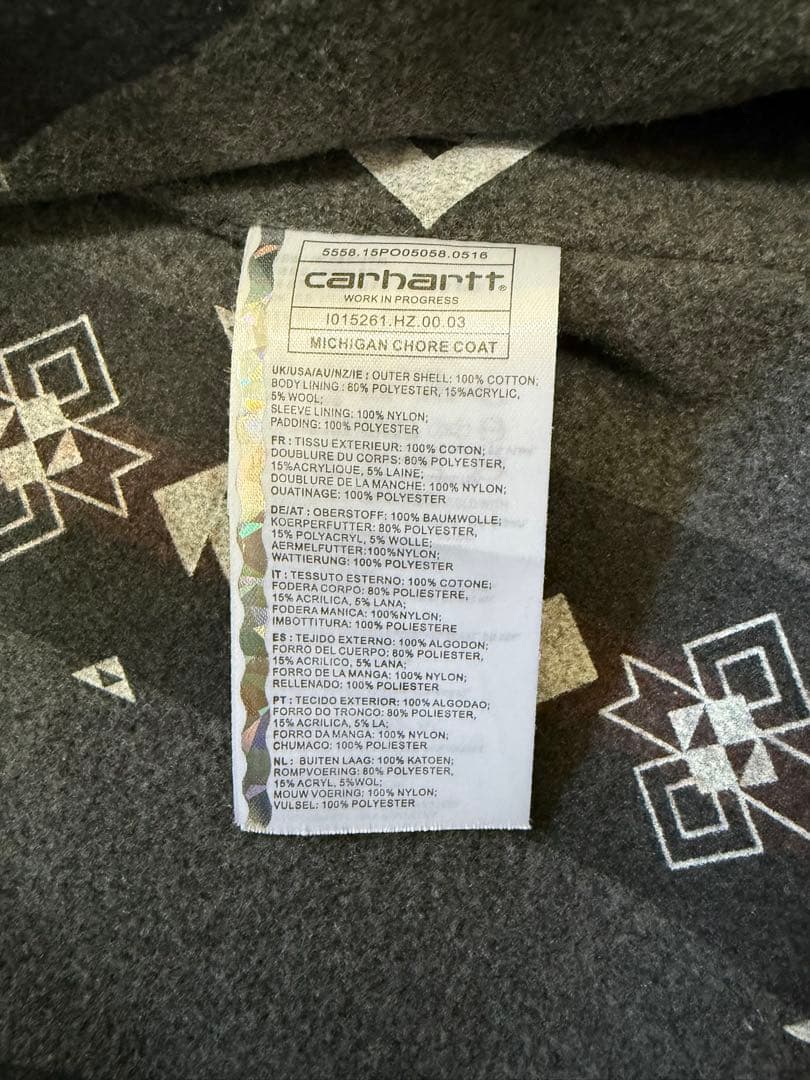 5558.15PO05058.0516
carhartt®
WORK IN PROGRESS
I015261.HZ.00.03
MICHIGAN CHORE COAT
UK/USA/AU/NZ/IE : OUTER SHELL: 100% COTTON;
BODY LINING : 80% POLYESTER, 15%ACRYLIC,
5% WOOL;
SLEEVE LINING: 100% NYLON;
PADDING: 100% POLYESTER
FR : TISSU EXTERIEUR: 100% COTON;
DOUBLURE DU CORPS: 80% POLYESTER,
15%ACRYLIQUE, 5% LAINE;
DOUBLURE DE LA MANCHE: 100% NYLON;
OUATINAGE: 100% POLYESTER
DE/AT : OBERSTOFF: 100% BAUMWOLLE;
KOERPERFUTTER: 80% POLYESTER,
15% POLYACRYL, 5% WOLLE;
AERMELFUTTER:100%NYLON;
WATTIERUNG: 100% POLYESTER
IT : TESSUTO ESTERNO: 100% COTONE;
FODERA CORPO: 80% POLIESTERE,
15% ACRILICA, 5% LANA;
FODERA MANICA: 100%NYLON;
IMBOTTITURA: 100% POLIESTERE
ES : TEJIDO EXTERNO: 100% ALGODON;
FORRO DEL CUERPO: 80% POLIESTER,
15% ACRILICO, 5% LANA;
FORRO DE LA MANGA: 100% NYLON;
RELLENADO: 100% POLIESTER
PT : TECIDO EXTERIOR: 100% ALGODAO;
FORRO DO TRONCO: 80% POLIESTER,
15% ACRILICA, 5% LA;
FORRO DA MANGA: 100% NYLON;
CHUMACO: 100% POLIESTER
NL : BUITEN LAAG: 100% KATOEN;
ROMPVOERING: 80% POLYESTER,
15% ACRYL, 5%WOL;
MOUW VOERING: 100% NYLON;
VULSEL: 100% POLYESTER